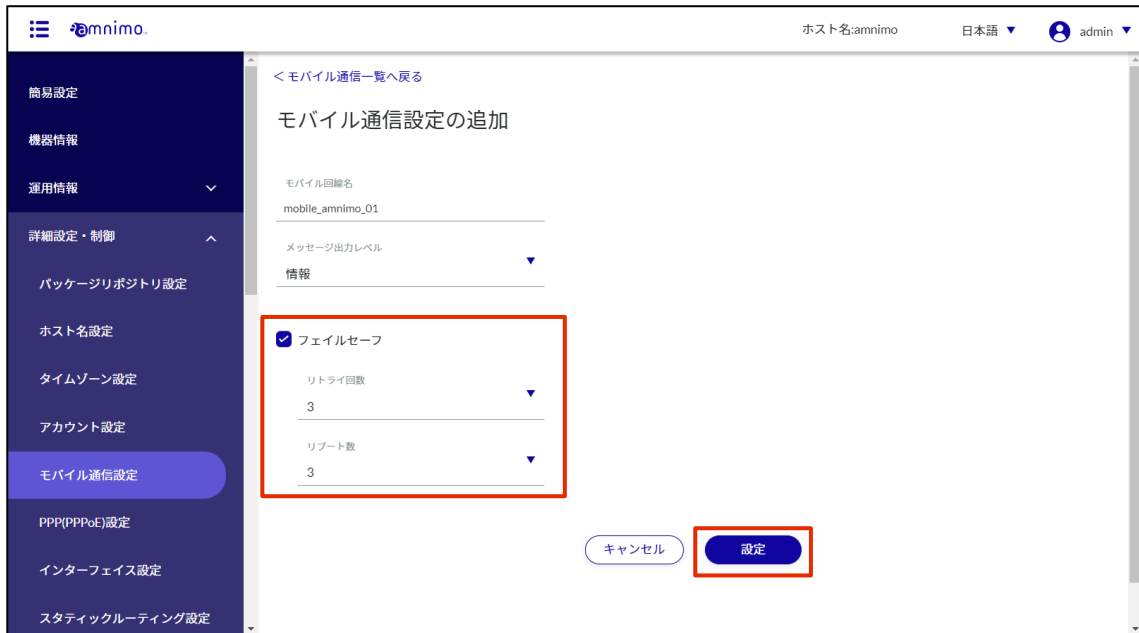 amnimo.
ホスト名:amnimo
日本語
admin
簡易設定
機器情報
運用情報
詳細設定・制御
パッケージリポジトリ設定
ホスト名設定
タイムゾーン設定
アカウント設定
モバイル通信設定
PPP(PPPoE)設定
インターフェイス設定
スタティックルーティング設定
< モバイル通信一覧へ戻る
モバイル通信設定の追加
モバイル回線名
mobile_amnimo_01
メッセージ出力レベル
情報
フェイルセーフ
リトライ回数
3
リブート数
3
キャンセル
設定